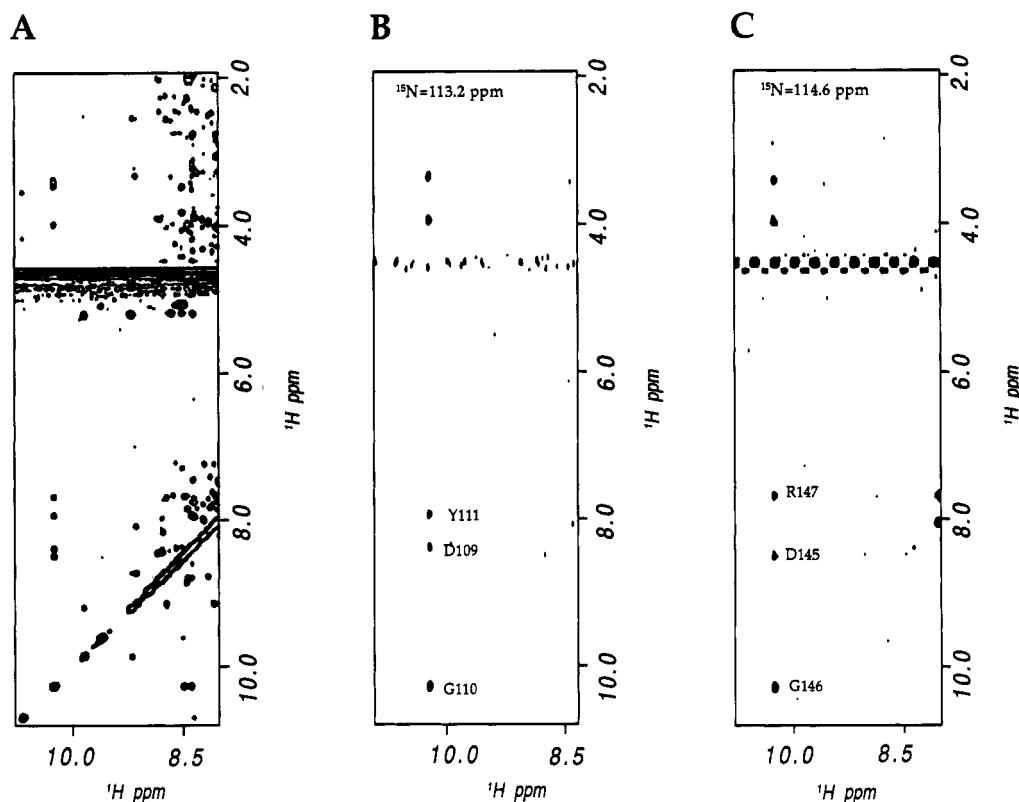 A
B
C
2.0
4.0
6.0
8.0
10.0
¹H ppm
10.0
8.5
¹H ppm
¹⁵N=113.2 ppm
Y111
D109
G110
2.0
4.0
6.0
8.0
10.0
¹H ppm
10.0
8.5
¹H ppm
¹⁵N=114.6 ppm
R147
D145
G146
2.0
4.0
6.0
8.0
10.0
¹H ppm
10.0
8.5
¹H ppm